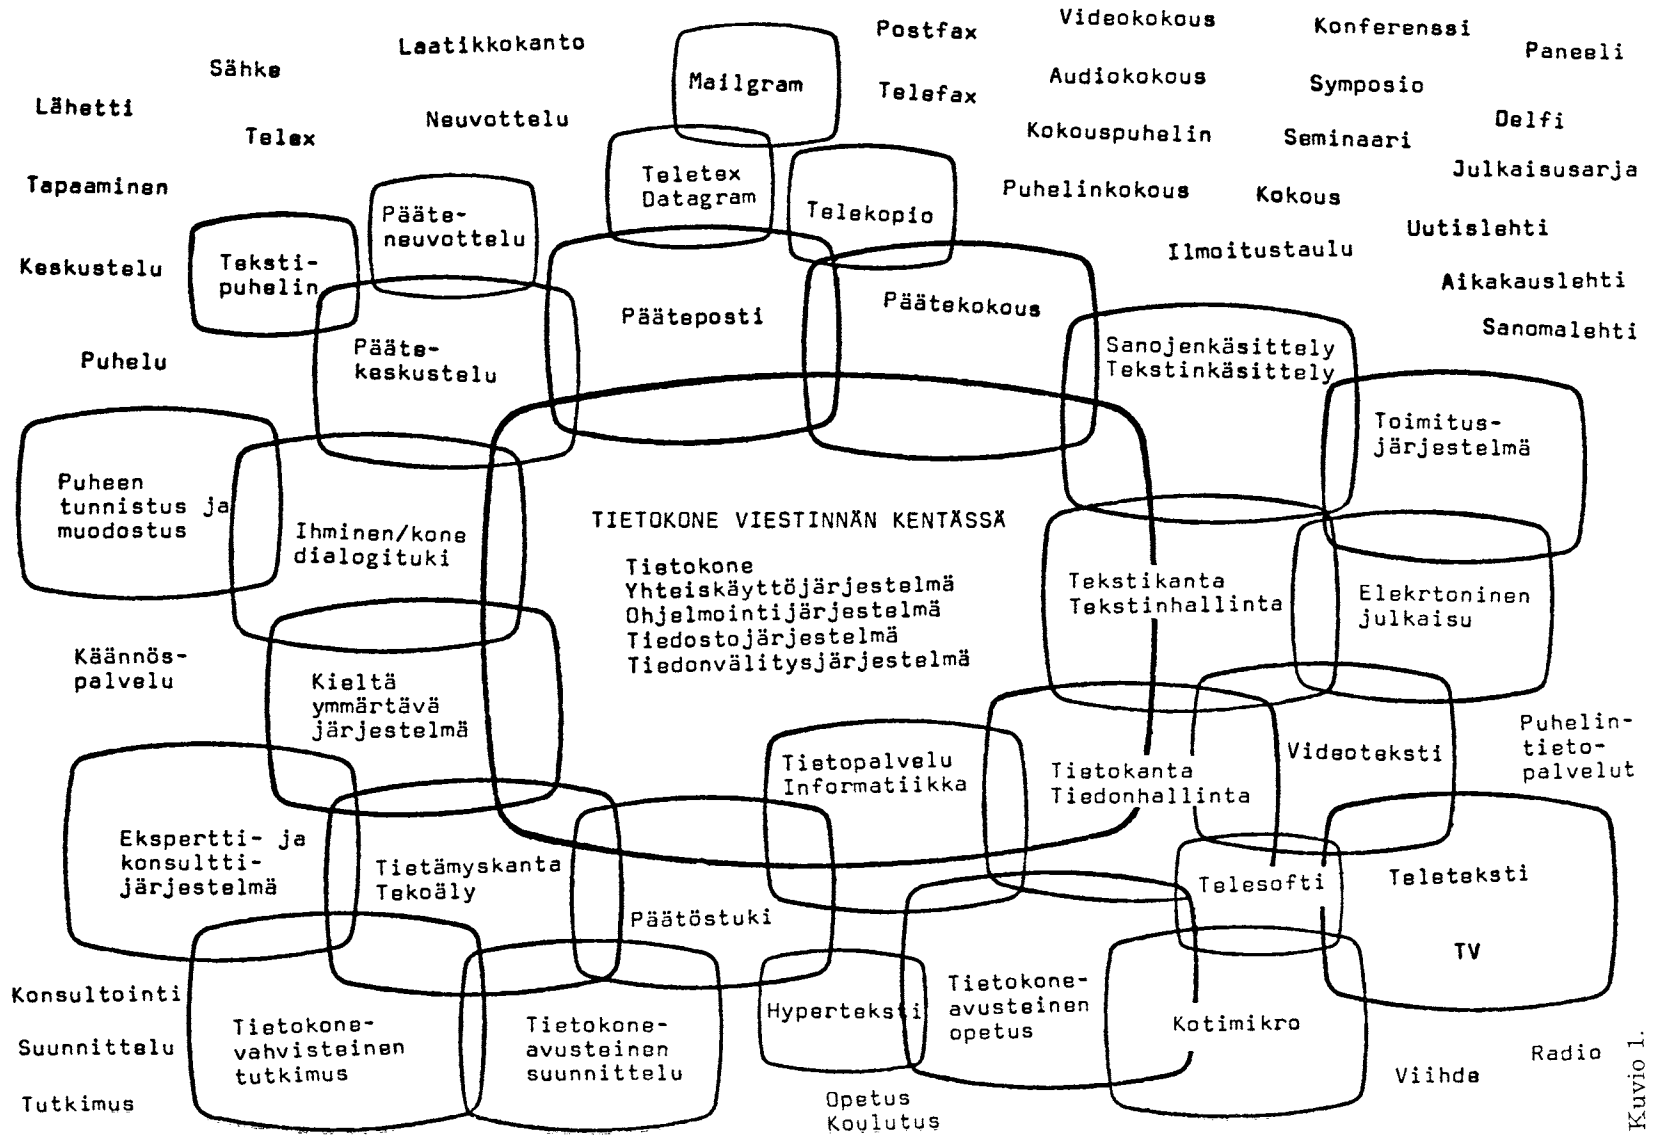 Videokokous
Konferenssi
Postfax
Paneeli
Laatikkokanto
Sähke
Mailgram
Audiokokous
Symposio
Telefax
Lähetti
Neuvottelu
Delfi
Telex
Kokouspuhelin
Seminaari
Julkaisusarja
Tapaaminen
Teletex
Datagram
Puhelinkokous
Kokous
Pääte-
neuvottelu
Telekopio
Uutislehti
Ilmoitustaulu
Keskustelu
Teksti-
puhelin
Aikakauslehti
Pääteposti
Päätekokous
Sanomalehti
Puhelu
Pääte-
keskustelu
Sanojenkäsittely
Tekstinkäsittely
Toimitus-
järjestelmä
Puheen
tunnistus ja
muodostus
Ihminen/kone
dialogituki
TIETOKONE VIESTINNÄN KENTÄSSÄ
Tietokone
Yhteiskäyttöjärjestelmä
Ohjelmointijärjestelmä
Tiedostojärjestelmä
Tiedonvälitysjärjestelmä
Tekstikanta
Tekstinhallinta
Elekrtoninen
julkaisu
Käännös-
palvelu
Kieltä
ymmärtävä
järjestelmä
Puhelin-
tieto-
palvelut
Videoteksti
Tietopalvelu
Informatiikka
Tietokanta
Tiedonhallinta
Ekspertti- ja
konsultti-
järjestelmä
Tietämyskanta
Tekoäly
Päätöstuki
Telesofti
Teleteksti
TV
Konsultointi
Suunnittelu
Tutkimus
Tietokone-
vahvisteinen
tutkimus
Tietokone-
avusteinen
suunnittelu
Hyperteksti
Tietokone-
avusteinen
opetus
Kotimikro
Opetus
Koulutus
Viihde
Radio
Kuvio 1.